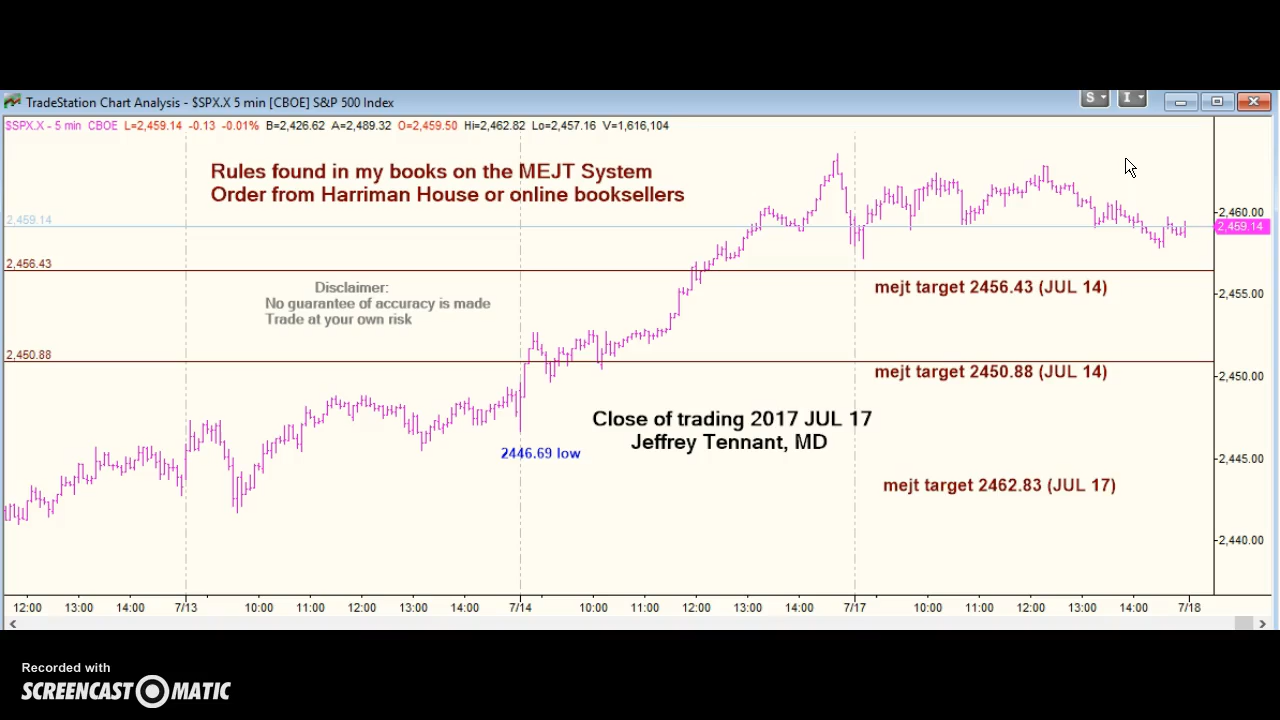 TradeStation Chart Analysis - $SPX.X 5 min [CBOE] S&P 500 Index
S I
$SPX.X - 5 min CBOE L=2,459.14 -0.13 -0.01% B=2,426.62 A=2,489.32 O=2,459.50 Hi=2,462.82 Lo=2,457.16 V=1,616,104
Rules found in my books on the MEJT System
Order from Harriman House or online booksellers
2,460.00
2,459.14
2,459.14
2,456.43
Disclaimer:
No guarantee of accuracy is made
Trade at your own risk
mejt target 2456.43 (JUL 14)
2,455.00
2,450.88
mejt target 2450.88 (JUL 14)
2,450.00
Close of trading 2017 JUL 17
Jeffrey Tennant, MD
2446.69 low
2,445.00
mejt target 2462.83 (JUL 17)
2,440.00
12:00 13:00 14:00 7/13 10:00 11:00 12:00 13:00 14:00 7/14 10:00 11:00 12:00 13:00 14:00 7/17 10:00 11:00 12:00 13:00 14:00 7/18
Recorded with
SCREENCAST MATIC